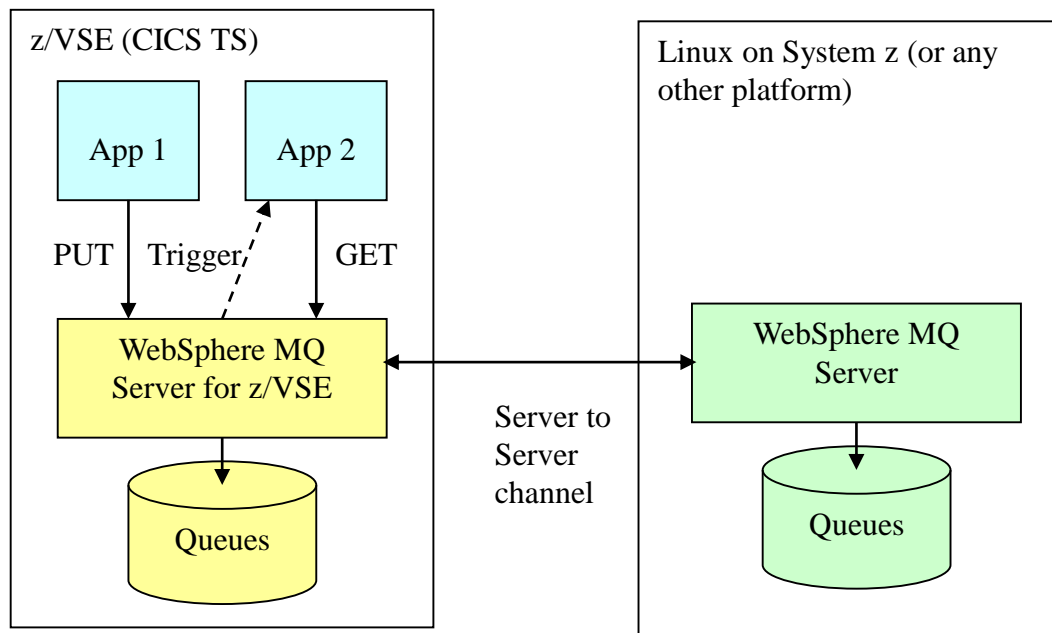 z/VSE (CICS TS)
App 1
App 2
PUT
Trigger
GET
WebSphere MQ
Server for z/VSE
Queues
Server to
Server
channel
Linux on System z (or any
other platform)
WebSphere MQ
Server
Queues